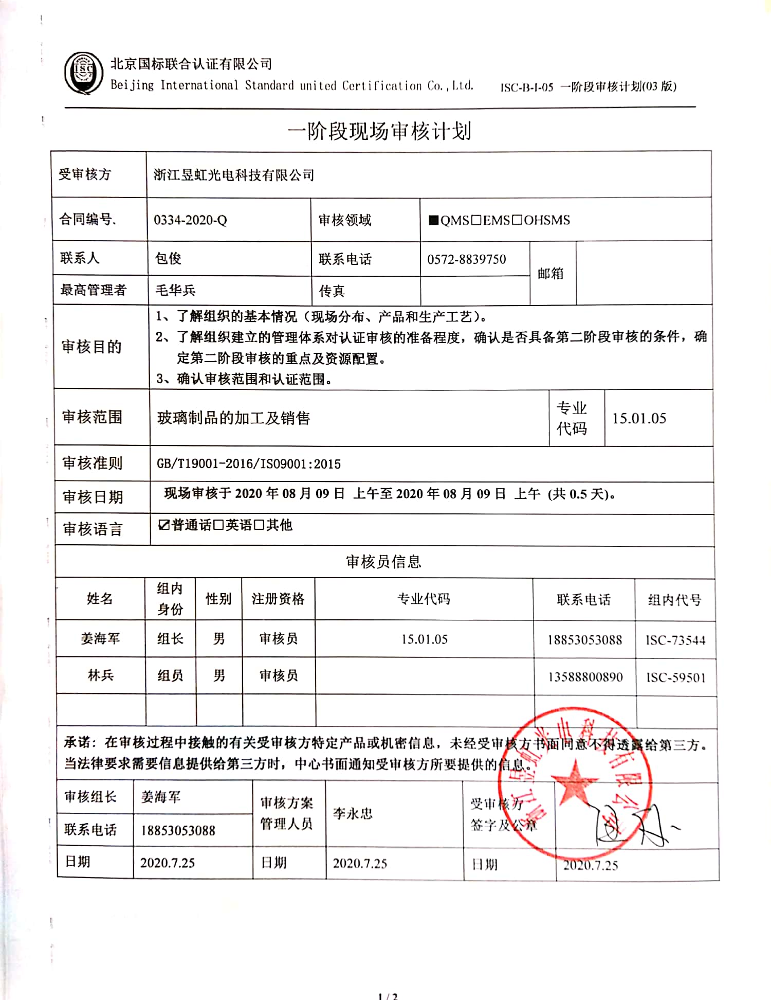 ISC
北京国标联合认证有限公司
Beijing International Standard united Certification Co.,Ltd. ISC-B-I-05 一阶段审核计划(03 版)
一阶段现场审核计划
受审核方 浙江昱虹光电科技有限公司
合同编号、 0334-2020-Q 审核领域 ■QMS□EMS□OHSMS
联系人 包俊 联系电话 0572-8839750 邮箱
最高管理者 毛华兵 传真
审核目的
1、了解组织的基本情况（现场分布、产品和生产工艺）。
2、了解组织建立的管理体系对认证审核的准备程度，确认是否具备第二阶段审核的条件，确
定第二阶段审核的重点及资源配置。
3、确认审核范围和认证范围。
审核范围 玻璃制品的加工及销售 专业代码 15.01.05
审核准则 GB/T19001-2016/ISO9001:2015
审核日期 现场审核于 2020 年 08 月 09 日 上午至 2020 年 08 月 09 日 上午 (共 0.5 天)。
审核语言 ☑普通话□英语□其他
审核员信息
姓名 组内身份 性别 注册资格 专业代码 联系电话 组内代号
姜海军 组长 男 审核员 15.01.05 18853053088 ISC-73544
林兵 组员 男 审核员 13588800890 ISC-59501
承诺：在审核过程中接触的有关受审核方特定产品或机密信息，未经受审核方书面同意不得透露给第三方。
当法律要求需要信息提供给第三方时，中心书面通知受审核方所要提供的信息。
审核组长 姜海军 审核方案管理人员 李永忠 受审核方签字及公章
联系电话 18853053088
日期 2020.7.25 日期 2020.7.25 日期 2020.7.25
浙江昱虹光电科技有限公司
1 / 2